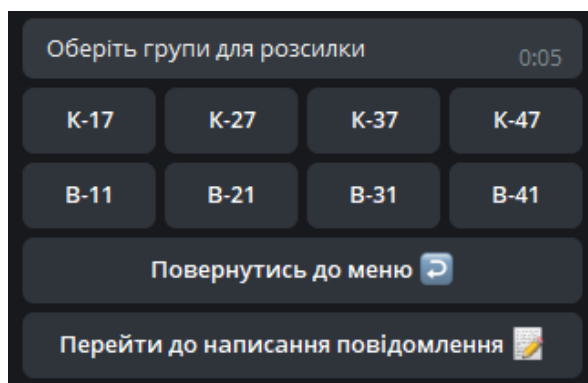 Оберіть групи для розсилки
0:05
К-17 К-27 К-37 К-47
В-11 В-21 В-31 В-41
Повернутись до меню
Перейти до написання повідомлення